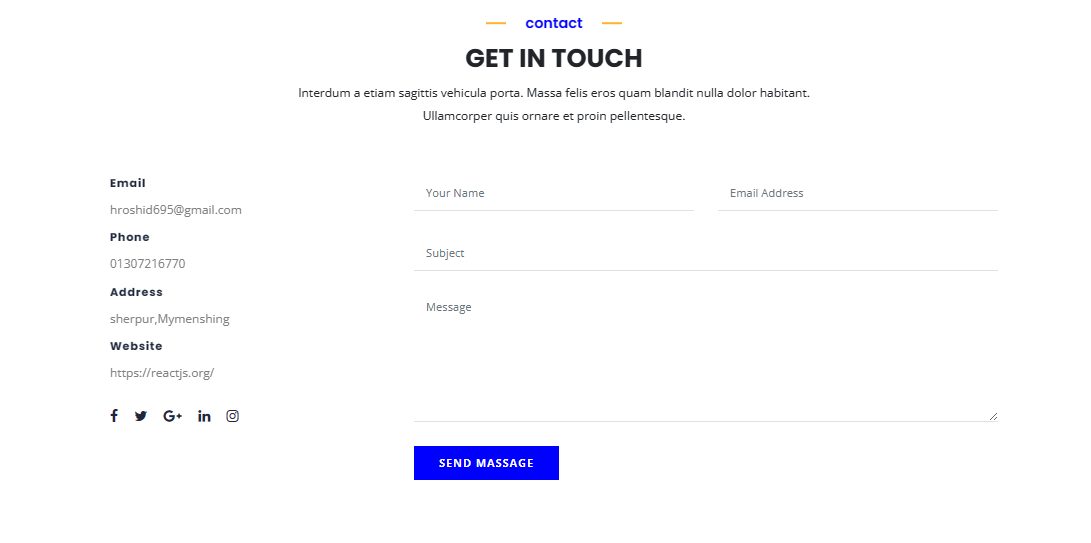 contact
GET IN TOUCH
Interdum a etiam sagittis vehicula porta. Massa felis eros quam blandit nulla dolor habitant.
Ullamcorper quis ornare et proin pellentesque.
Email
hroshid695@gmail.com
Phone
01307216770
Address
sherpur,Mymenshing
Website
https://reactjs.org/
Your Name
Email Address
Subject
Message
SEND MASSAGE